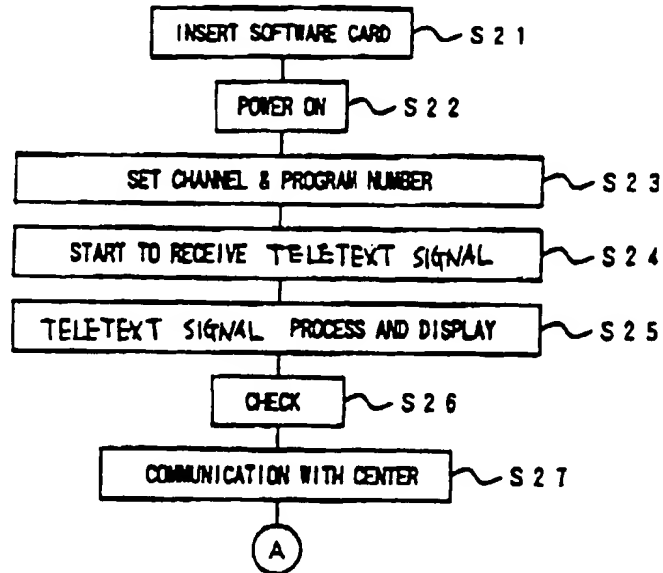 INSERT SOFTWARE CARD S21
POWER ON S22
SET CHANNEL & PROGRAM NUMBER S23
START TO RECEIVE TELETEXT SIGNAL S24
TELETEXT SIGNAL PROCESS AND DISPLAY S25
CHECK S26
COMMUNICATION WITH CENTER S27
A